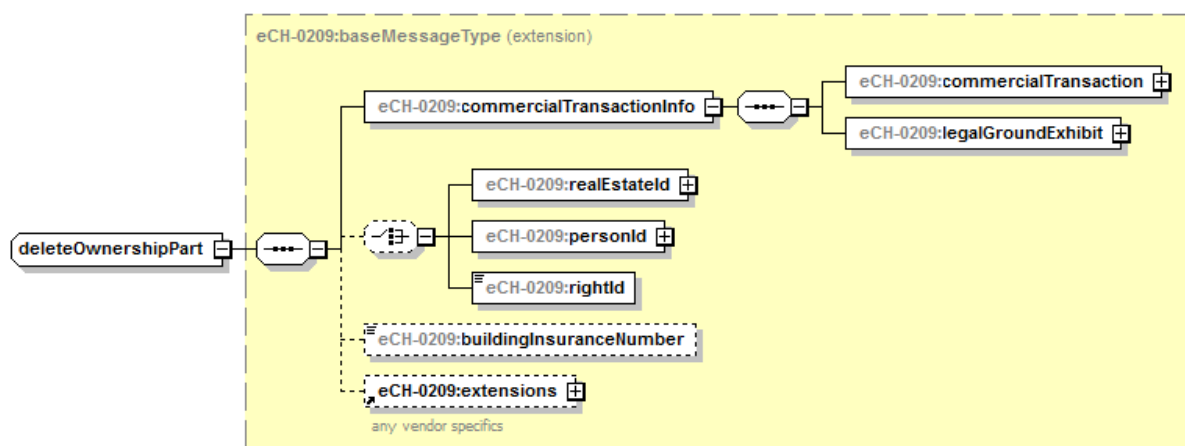 eCH-0209:baseMessageType (extension)
eCH-0209:commercialTransaction
eCH-0209:commercialTransactionInfo
eCH-0209:legalGroundExhibit
eCH-0209:realEstateId
eCH-0209:personId
deleteOwnershipPart
eCH-0209:rightId
eCH-0209:buildingInsuranceNumber
eCH-0209:extensions
any vendor specifics